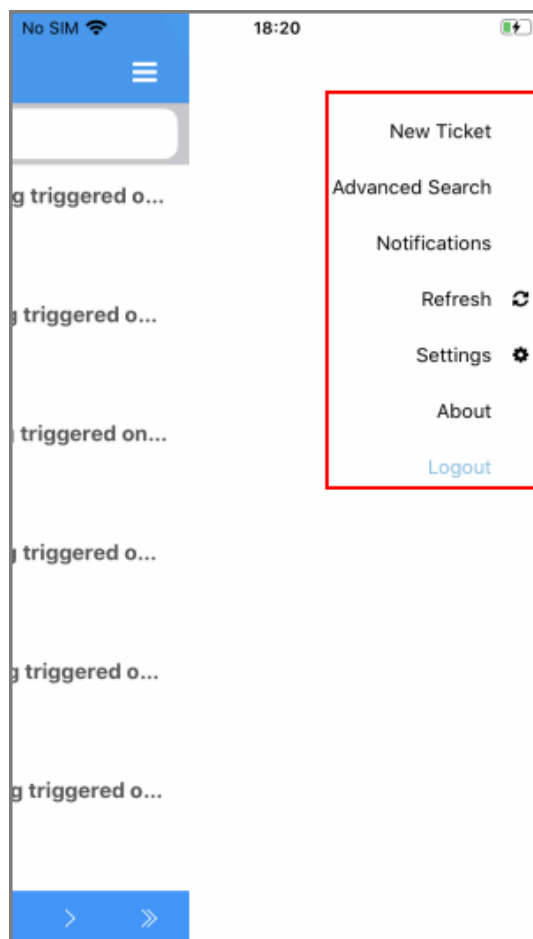 No SIM 18:20
g triggered o...
New Ticket
Advanced Search
Notifications
Refresh
Settings
About
Logout
triggered o...
triggered on...
triggered o...
g triggered o...
g triggered o...